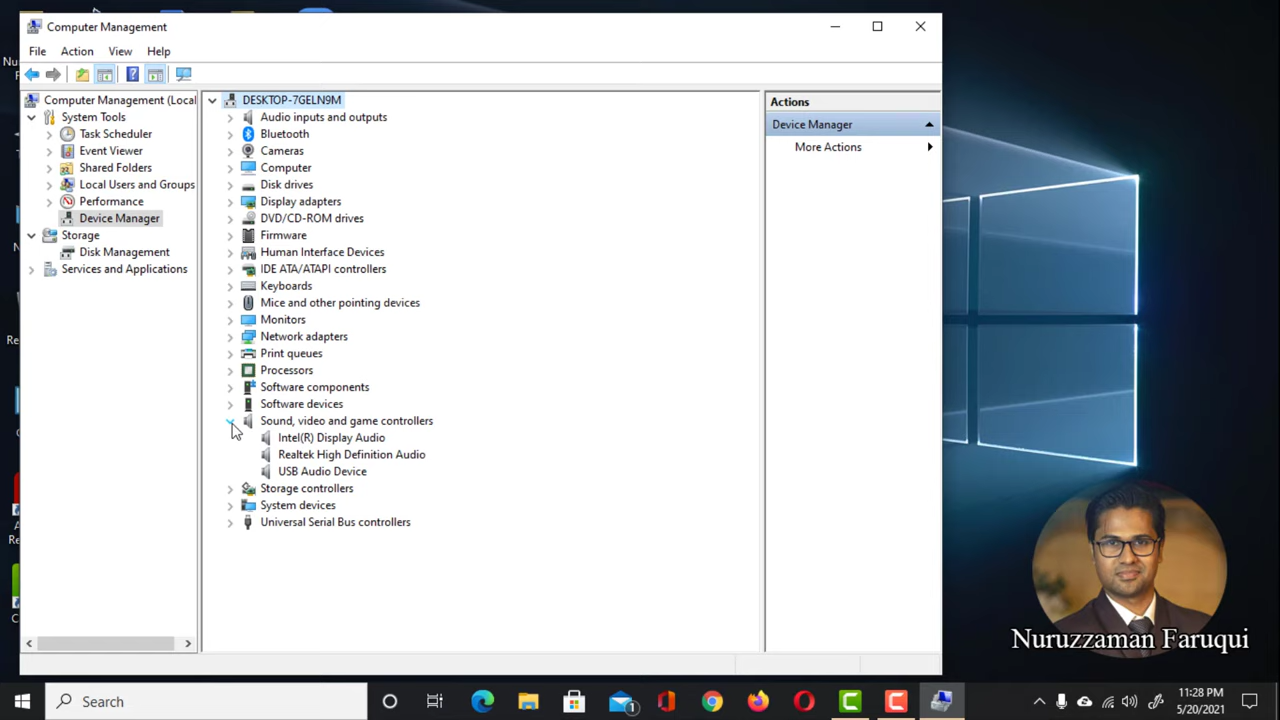 Computer Management
File Action View Help
Computer Management (Local
System Tools
Task Scheduler
Event Viewer
Shared Folders
Local Users and Groups
Performance
Device Manager
Storage
Disk Management
Services and Applications
DESKTOP-7GELN9M
Audio inputs and outputs
Bluetooth
Cameras
Computer
Disk drives
Display adapters
DVD/CD-ROM drives
Firmware
Human Interface Devices
IDE ATA/ATAPI controllers
Keyboards
Mice and other pointing devices
Monitors
Network adapters
Print queues
Processors
Software components
Software devices
Sound, video and game controllers
Intel(R) Display Audio
Realtek High Definition Audio
USB Audio Device
Storage controllers
System devices
Universal Serial Bus controllers
Actions
Device Manager
More Actions
Nuruzzaman Faruqui
Search
1
11:28 PM
5/20/2021